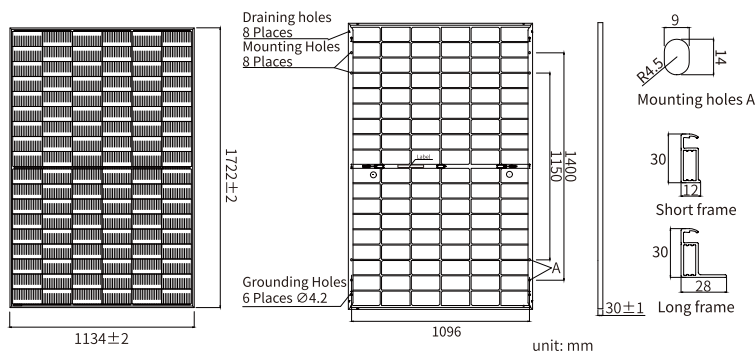 1722±2
1134±2
Draining holes
8 Places
Mounting Holes
8 Places
Label
1400
1150
A
Grounding Holes
6 Places ∅4.2
1096
30±1
unit: mm
9
14
R4.5
Mounting holes A
30
12
Short frame
30
28
Long frame